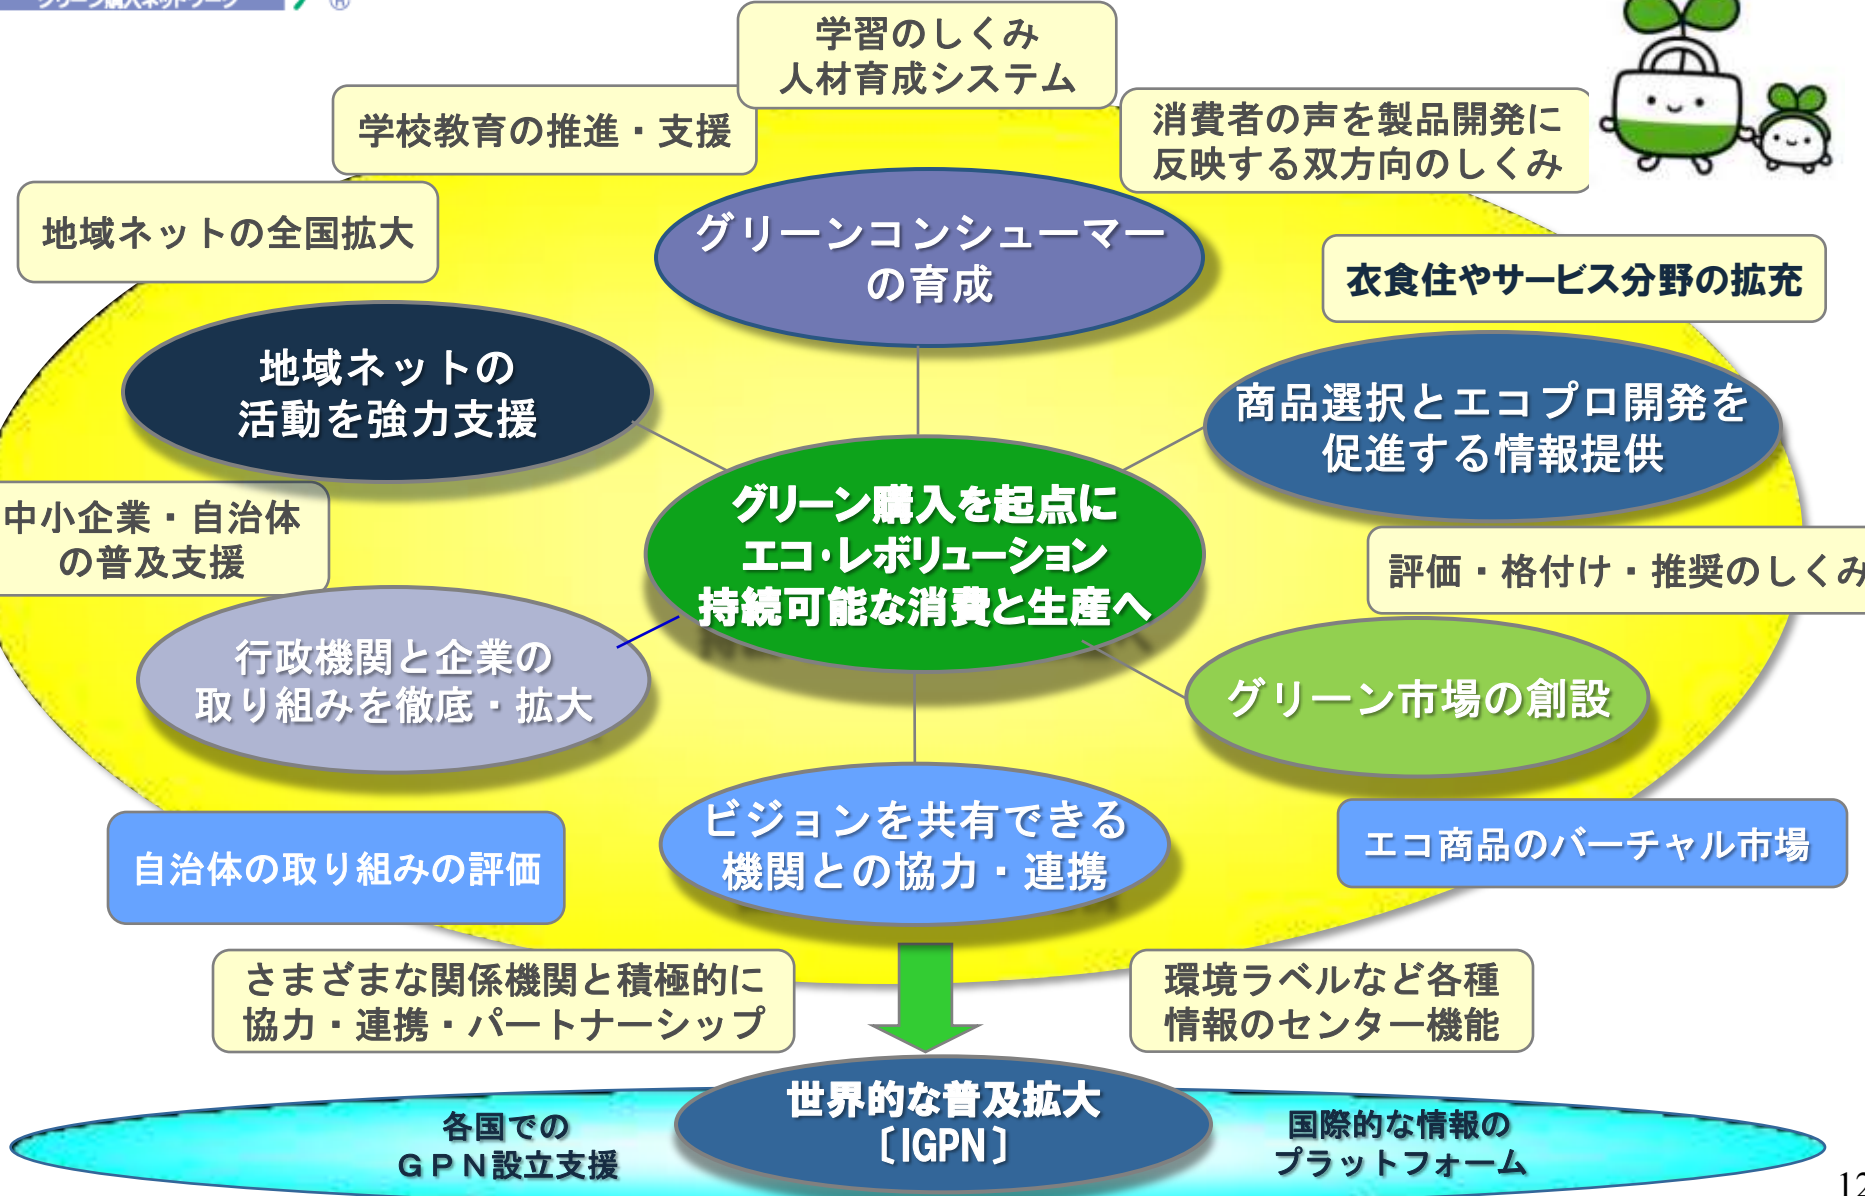 グリーン購入ネットワーク
®
学習のしくみ
人材育成システム
学校教育の推進・支援
消費者の声を製品開発に
反映する双方向のしくみ
地域ネットの全国拡大
グリーンコンシューマー
の育成
衣食住やサービス分野の拡充
地域ネットの
活動を強力支援
商品選択とエコプロ開発を
促進する情報提供
中小企業・自治体
の普及支援
グリーン購入を起点に
エコ・レボリューション
持続可能な消費と生産へ
評価・格付け・推奨のしくみ
行政機関と企業の
取り組みを徹底・拡大
グリーン市場の創設
自治体の取り組みの評価
ビジョンを共有できる
機関との協力・連携
エコ商品のバーチャル市場
さまざまな関係機関と積極的に
協力・連携・パートナーシップ
環境ラベルなど各種
情報のセンター機能
世界的な普及拡大
〔IGPN〕
各国での
ＧＰＮ設立支援
国際的な情報の
プラットフォーム
12